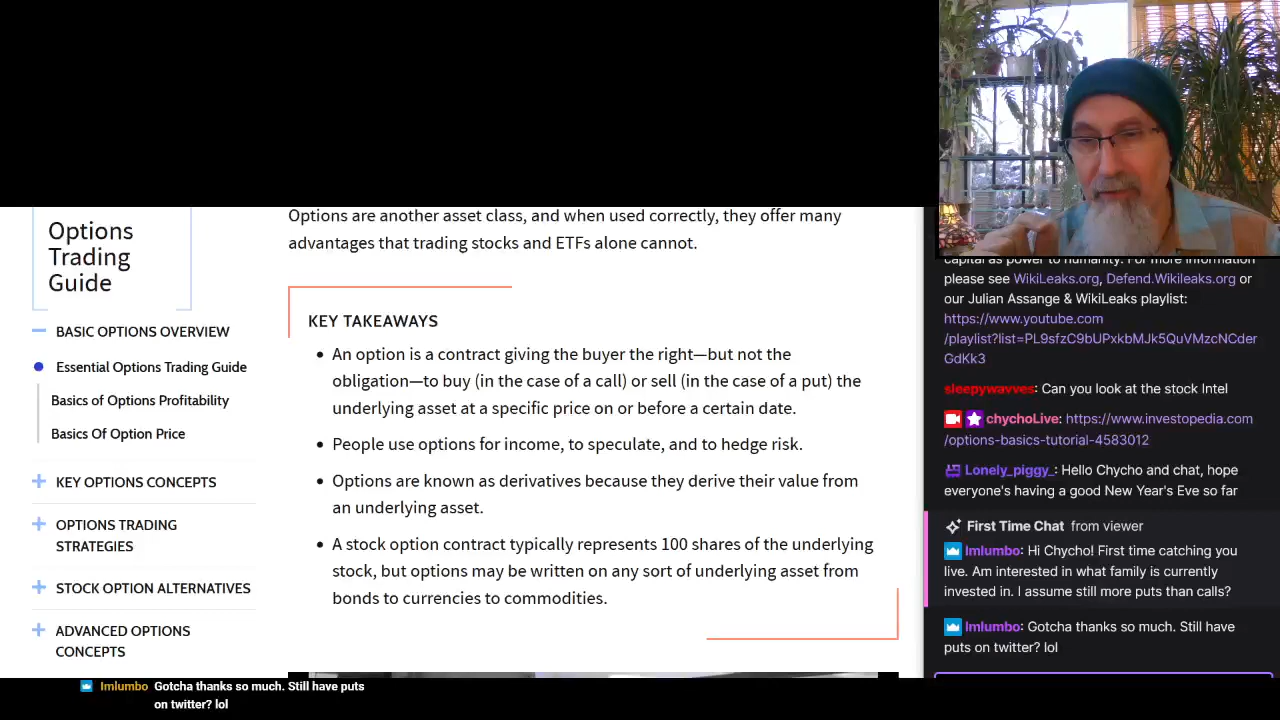 Options are another asset class, and when used correctly, they offer many
advantages that trading stocks and ETFs alone cannot.
Options
Trading
Guide
BASIC OPTIONS OVERVIEW
Essential Options Trading Guide
Basics of Options Profitability
Basics Of Option Price
KEY OPTIONS CONCEPTS
OPTIONS TRADING
STRATEGIES
STOCK OPTION ALTERNATIVES
ADVANCED OPTIONS
CONCEPTS
KEY TAKEAWAYS
An option is a contract giving the buyer the right—but not the
obligation—to buy (in the case of a call) or sell (in the case of a put) the
underlying asset at a specific price on or before a certain date.
People use options for income, to speculate, and to hedge risk.
Options are known as derivatives because they derive their value from
an underlying asset.
A stock option contract typically represents 100 shares of the underlying
stock, but options may be written on any sort of underlying asset from
bonds to currencies to commodities.
capital as power to humanity. For more information
please see WikiLeaks.org, Defend.Wikileaks.org or
our Julian Assange & WikiLeaks playlist:
https://www.youtube.com
/playlist?list=PL9sfzC9bUPxkbMJk5QuVMzcNCder
GdKk3
sleepywavves: Can you look at the stock Intel
chychoLive: https://www.investopedia.com
/options-basics-tutorial-4583012
Lonely_piggy_: Hello Chycho and chat, hope
everyone's having a good New Year's Eve so far
First Time Chat from viewer
Imlumbo: Hi Chycho! First time catching you
live. Am interested in what family is currently
invested in. I assume still more puts than calls?
Imlumbo: Gotcha thanks so much. Still have
puts on twitter? lol
Imlumbo Gotcha thanks so much. Still have puts
on twitter? lol